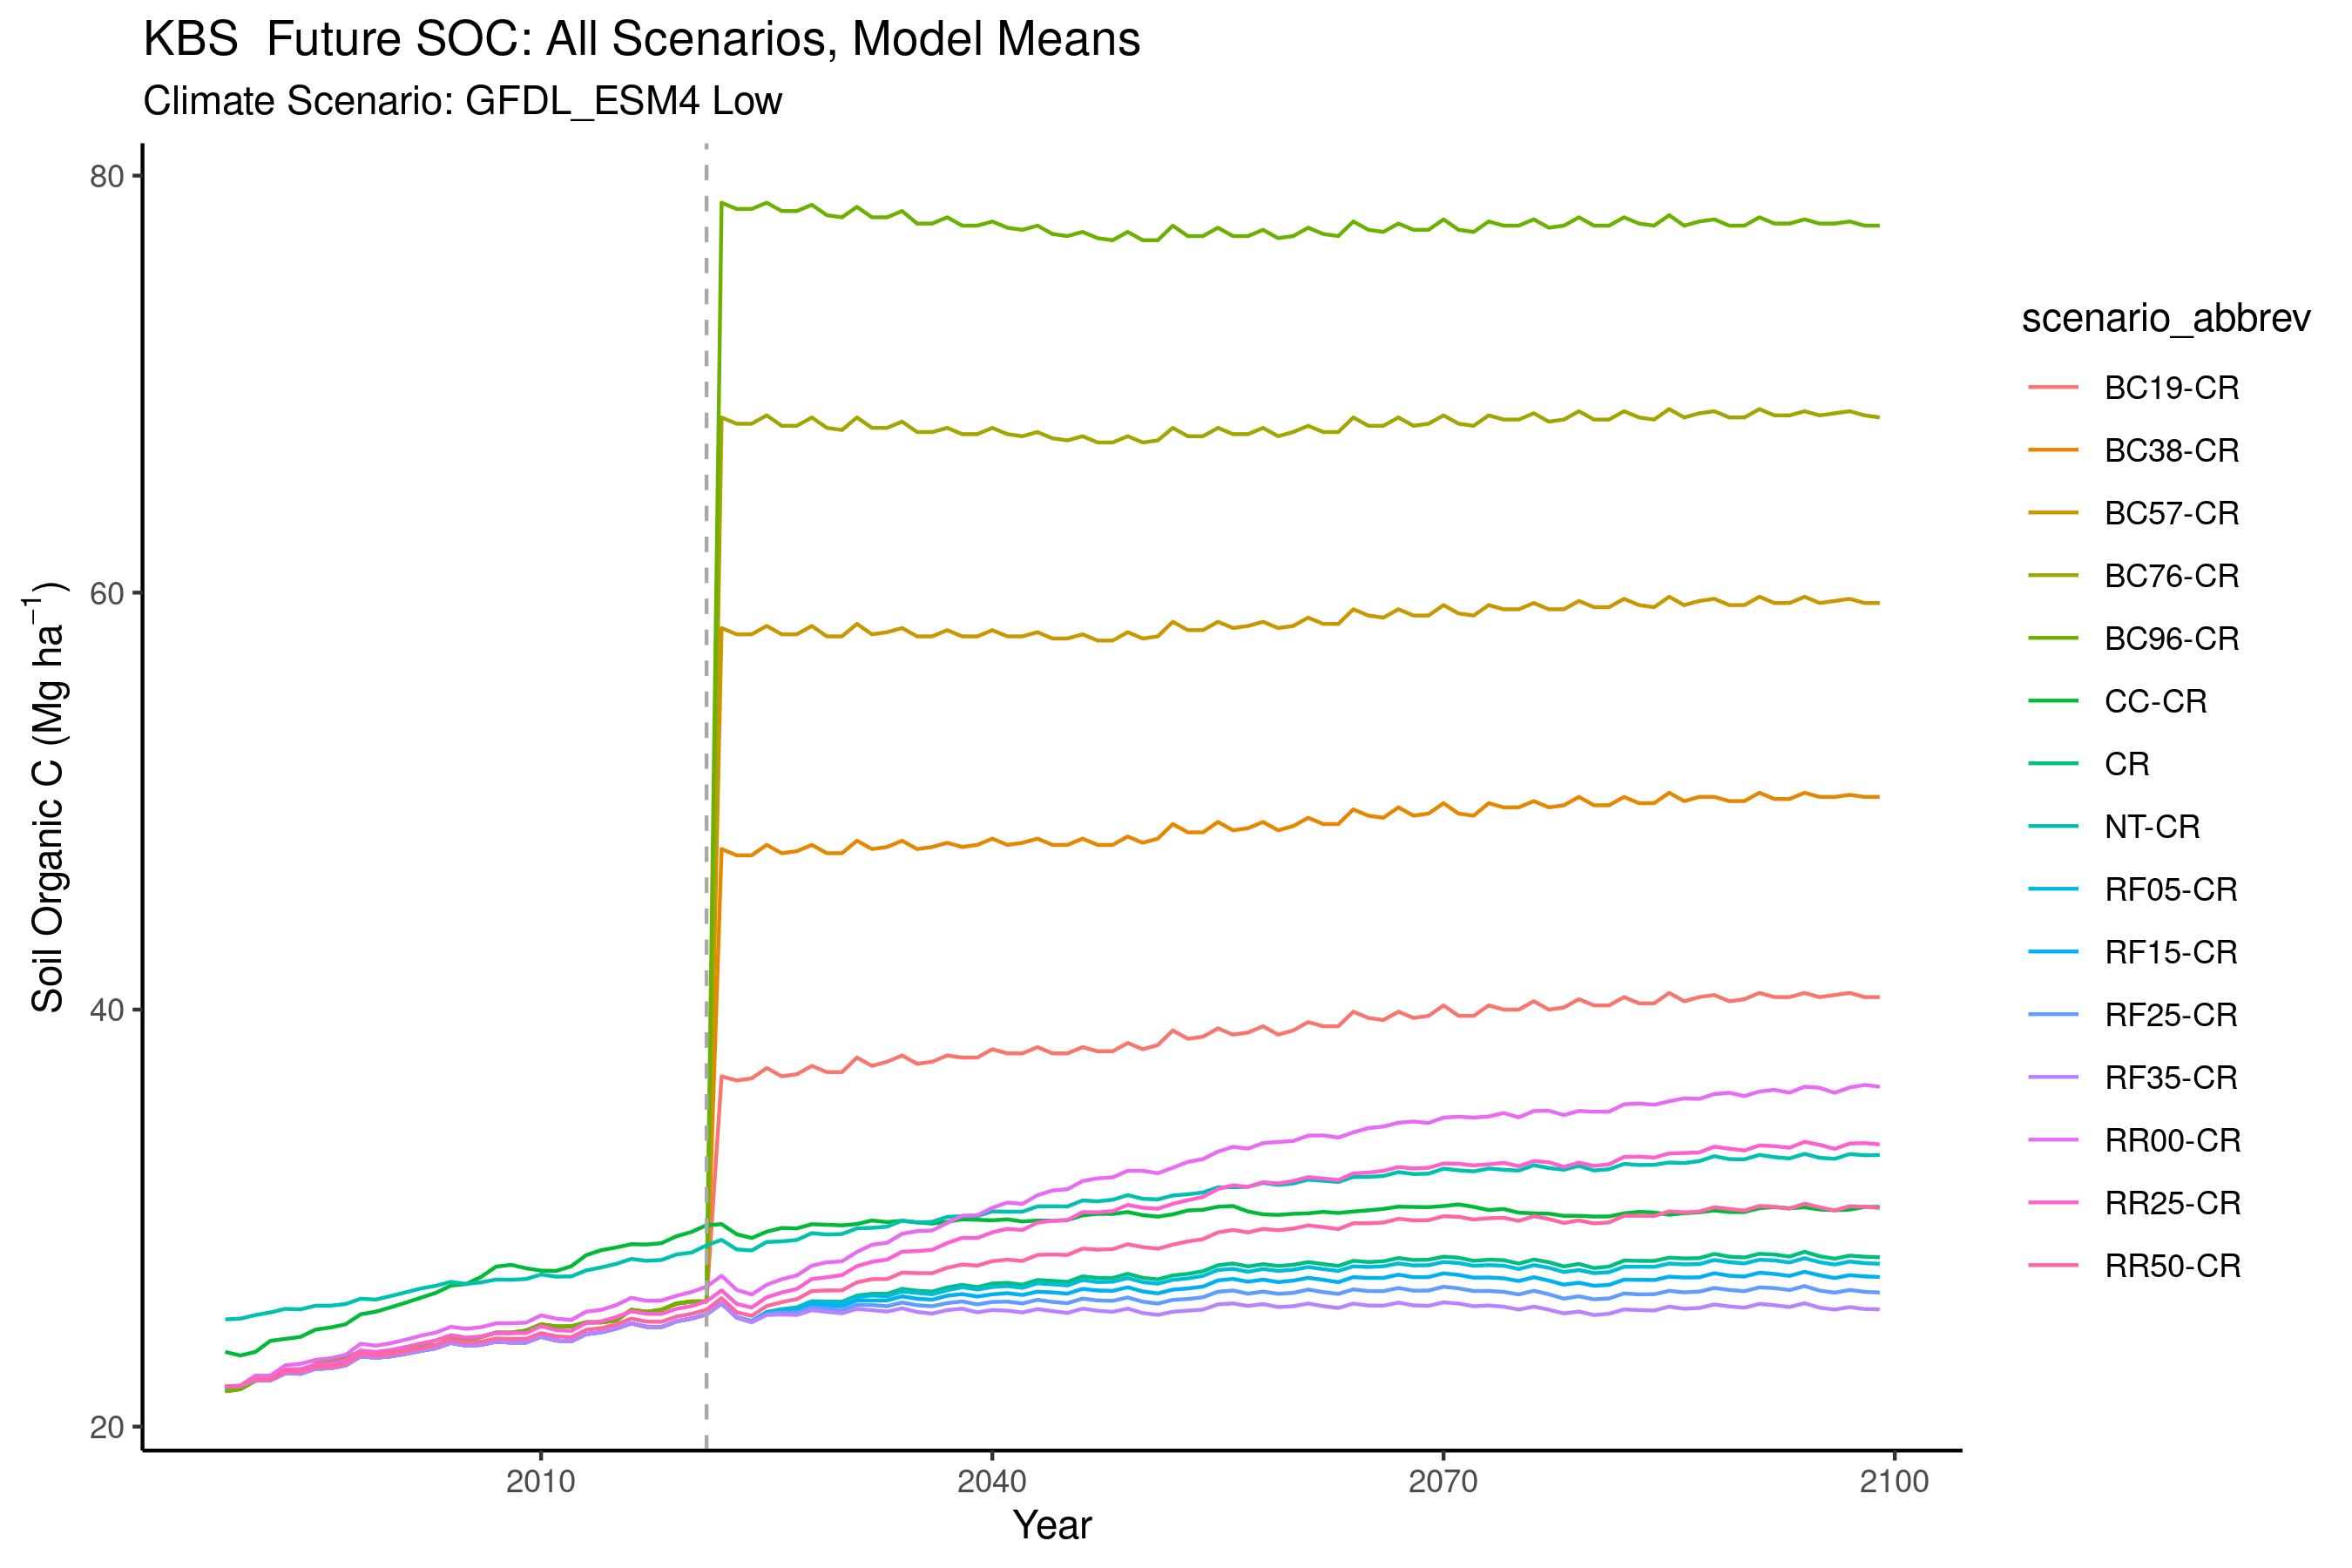 KBS  Future SOC: All Scenarios, Model Means
Climate Scenario: GFDL_ESM4 Low
80
60
40
20
Soil Organic C (Mg ha⁻¹)
2010
2040
2070
2100
Year
scenario_abbrev
BC19-CR
BC38-CR
BC57-CR
BC76-CR
BC96-CR
CC-CR
CR
NT-CR
RF05-CR
RF15-CR
RF25-CR
RF35-CR
RR00-CR
RR25-CR
RR50-CR